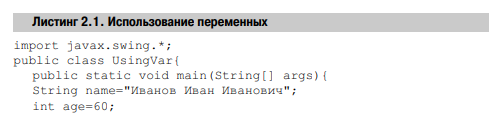 Листинг 2.1. Использование переменных
import javax.swing.*;
public class UsingVar{
public static void main(String[] args){
String name="Иванов Иван Иванович";
int age=60;